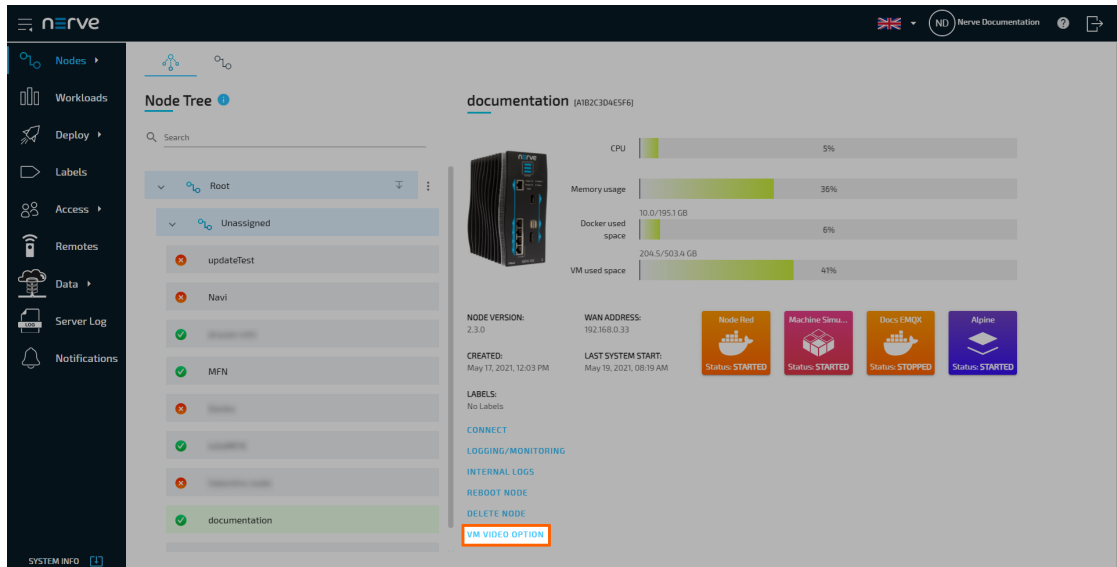 nerve
ND Nerve Documentation
Nodes
Workloads
Deploy
Labels
Access
Remotes
Data
LOG
Server Log
Notifications
SYSTEM INFO
Node Tree
Search
Root
Unassigned
updateTest
Navi
MFN
documentation
documentation [A1B2C3D4E5F6]
nerve
CPU 5%
Memory usage 36%
10.0/195.1 GB
Docker used space 6%
204.5/503.4 GB
VM used space 41%
NODE VERSION:
2.3.0
WAN ADDRESS:
192.168.0.33
CREATED:
May 17, 2021, 12:03 PM
LAST SYSTEM START:
May 19, 2021, 08:19 AM
LABELS:
No Labels
Node Red
Status: STARTED
Machine Simu...
Status: STARTED
Docs EMQX
Status: STOPPED
Alpine
Status: STARTED
CONNECT
LOGGING/MONITORING
INTERNAL LOGS
REBOOT NODE
DELETE NODE
VM VIDEO OPTION